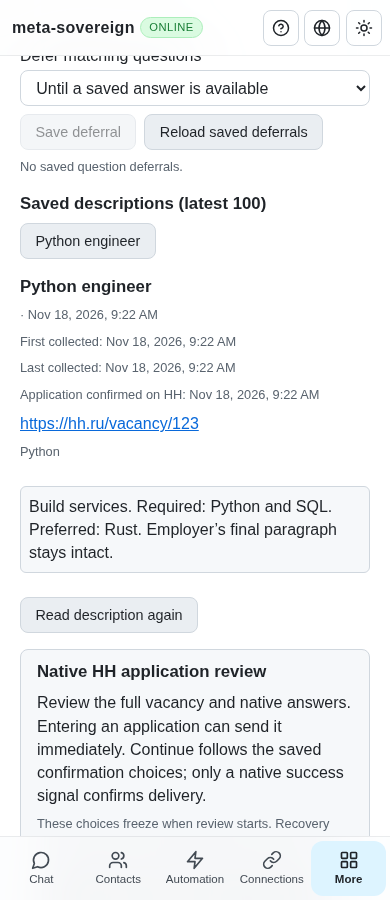 meta-sovereign ONLINE
Defer matching questions
Until a saved answer is available
Save deferral Reload saved deferrals
No saved question deferrals.
Saved descriptions (latest 100)
Python engineer
Python engineer
· Nov 18, 2026, 9:22 AM
First collected: Nov 18, 2026, 9:22 AM
Last collected: Nov 18, 2026, 9:22 AM
Application confirmed on HH: Nov 18, 2026, 9:22 AM
https://hh.ru/vacancy/123
Python
Build services. Required: Python and SQL.
Preferred: Rust. Employer’s final paragraph
stays intact.
Read description again
Native HH application review
Review the full vacancy and native answers.
Entering an application can send it
immediately. Continue follows the saved
confirmation choices; only a native success
signal confirms delivery.
These choices freeze when review starts. Recovery
Chat Contacts Automation Connections More